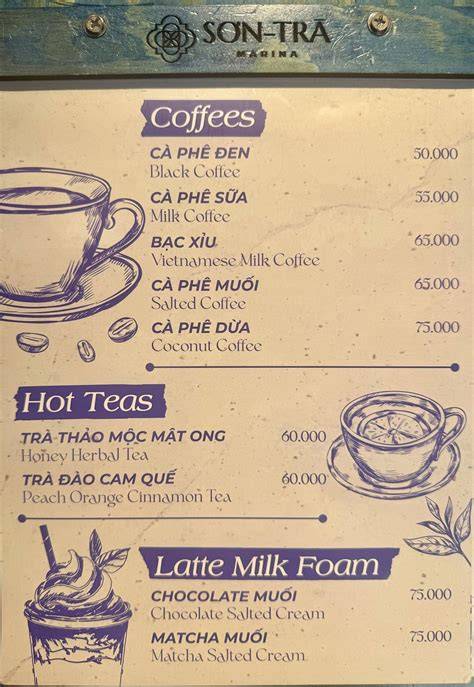 SƠN-TRÀ
MARINA
Coffees
CÀ PHÊ ĐEN 50.000
Black Coffee
CÀ PHÊ SỮA 55.000
Milk Coffee
BẠC XỈU 65.000
Vietnamese Milk Coffee
CÀ PHÊ MUỐI 65.000
Salted Coffee
CÀ PHÊ DỪA 75.000
Coconut Coffee
Hot Teas
TRÀ THẢO MỘC MẬT ONG 60.000
Honey Herbal Tea
TRÀ ĐÀO CAM QUẾ 60.000
Peach Orange Cinnamon Tea
Latte Milk Foam
CHOCOLATE MUỐI 75.000
Chocolate Salted Cream
MATCHA MUỐI 75.000
Matcha Salted Cream